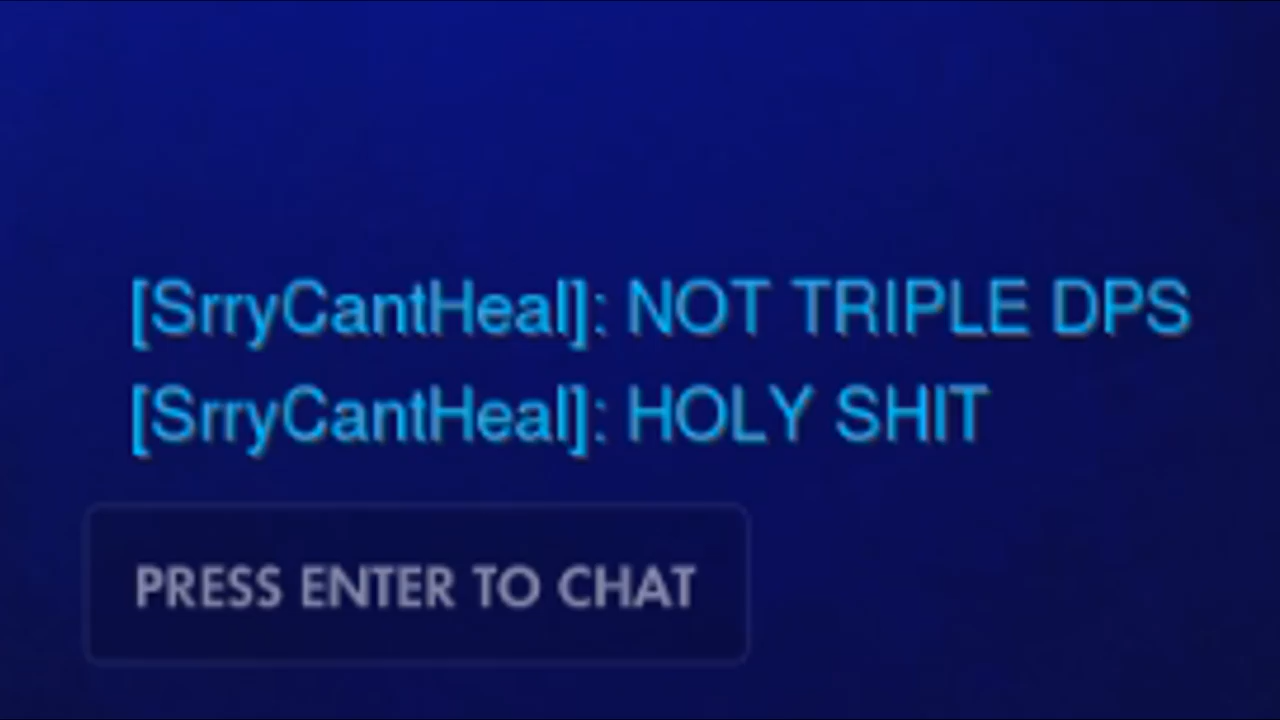 [SrryCantHeal]: NOT TRIPLE DPS
[SrryCantHeal]: HOLY SHIT
PRESS ENTER TO CHAT